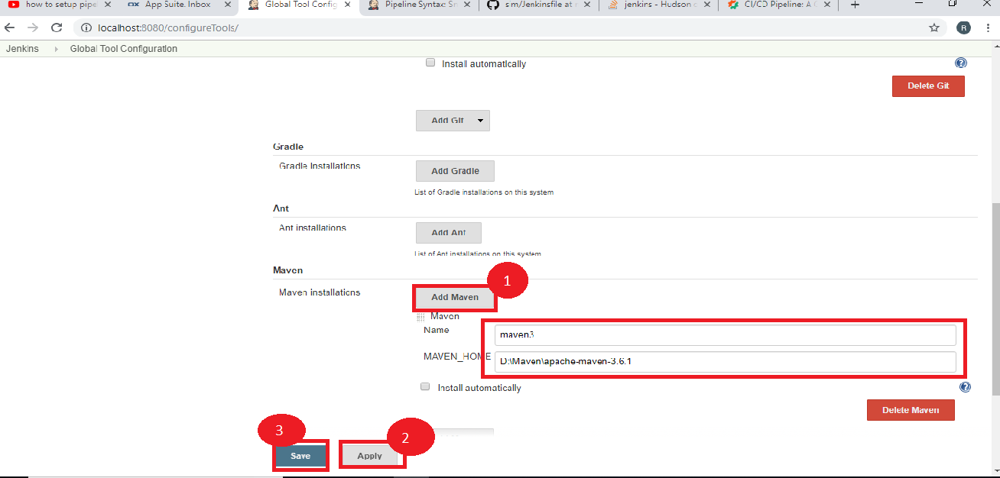 how to setup pipel
App Suite. Inbox
Global Tool Config
Pipeline Syntax: Sn
jenkins - Hudson
CI/CD Pipeline: A
localhost:8080/configureTools/
R
Jenkins
Global Tool Configuration
Install automatically
Delete Git
Add Git
Gradle
Gradle installations
Add Gradle
List of Gradle installations on this system
Ant
Ant installations
Add Ant
List of Ant installations on this system
Maven
1
Maven installations
Add Maven
Maven
Name
maven3
MAVEN_HOME
D:\Maven\apache-maven-3.6.1
Install automatically
Delete Maven
3
2
Save
Apply